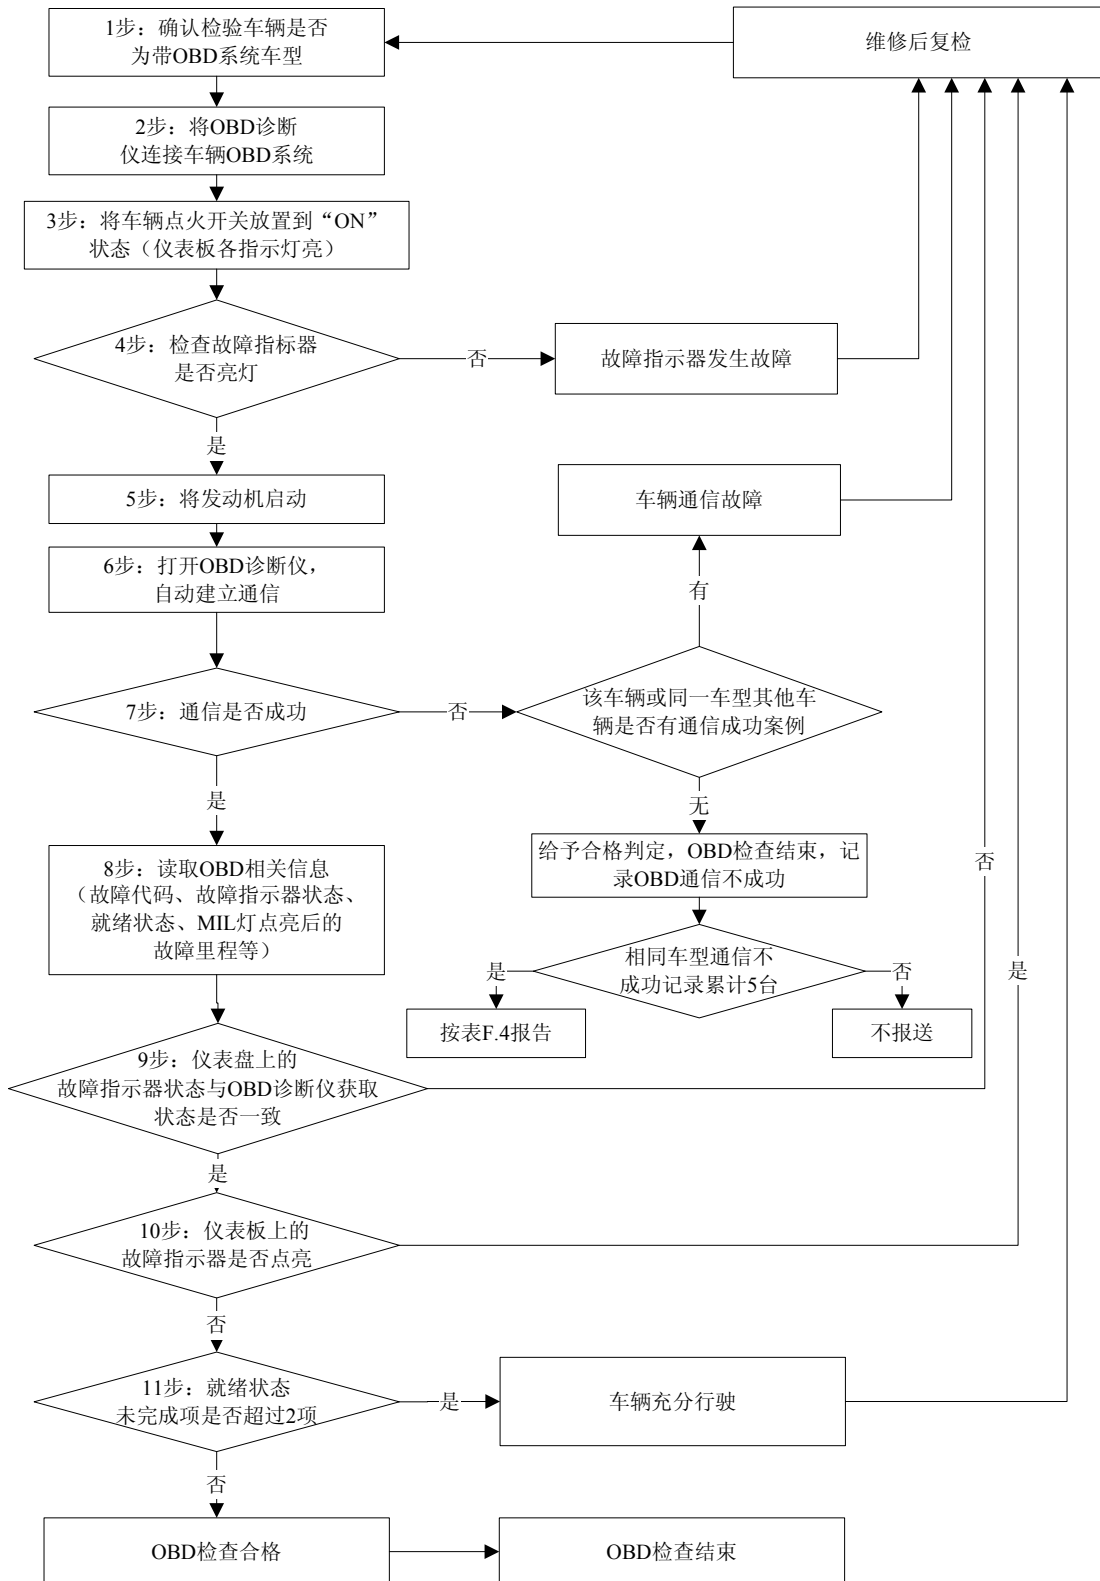 1步：确认检验车辆是否
为带OBD系统车型
维修后复检
2步：将OBD诊断
仪连接车辆OBD系统
3步：将车辆点火开关放置到“ON”
状态（仪表板各指示灯亮）
4步：检查故障指标器
是否亮灯
否
故障指示器发生故障
是
5步：将发动机启动
车辆通信故障
6步：打开OBD诊断仪，
自动建立通信
有
7步：通信是否成功
否
该车辆或同一车型其他车
辆是否有通信成功案例
是
无
8步：读取OBD相关信息
（故障代码、故障指示器状态、
就绪状态、MIL灯点亮后的
故障里程等）
给予合格判定，OBD检查结束，记
录OBD通信不成功
否
相同车型通信不
成功记录累计5台
是
否
是
按表F.4报告
不报送
9步：仪表盘上的
故障指示器状态与OBD诊断仪获取
状态是否一致
是
10步：仪表板上的
故障指示器是否点亮
否
11步：就绪状态
未完成项是否超过2项
是
车辆充分行驶
否
OBD检查合格
OBD检查结束